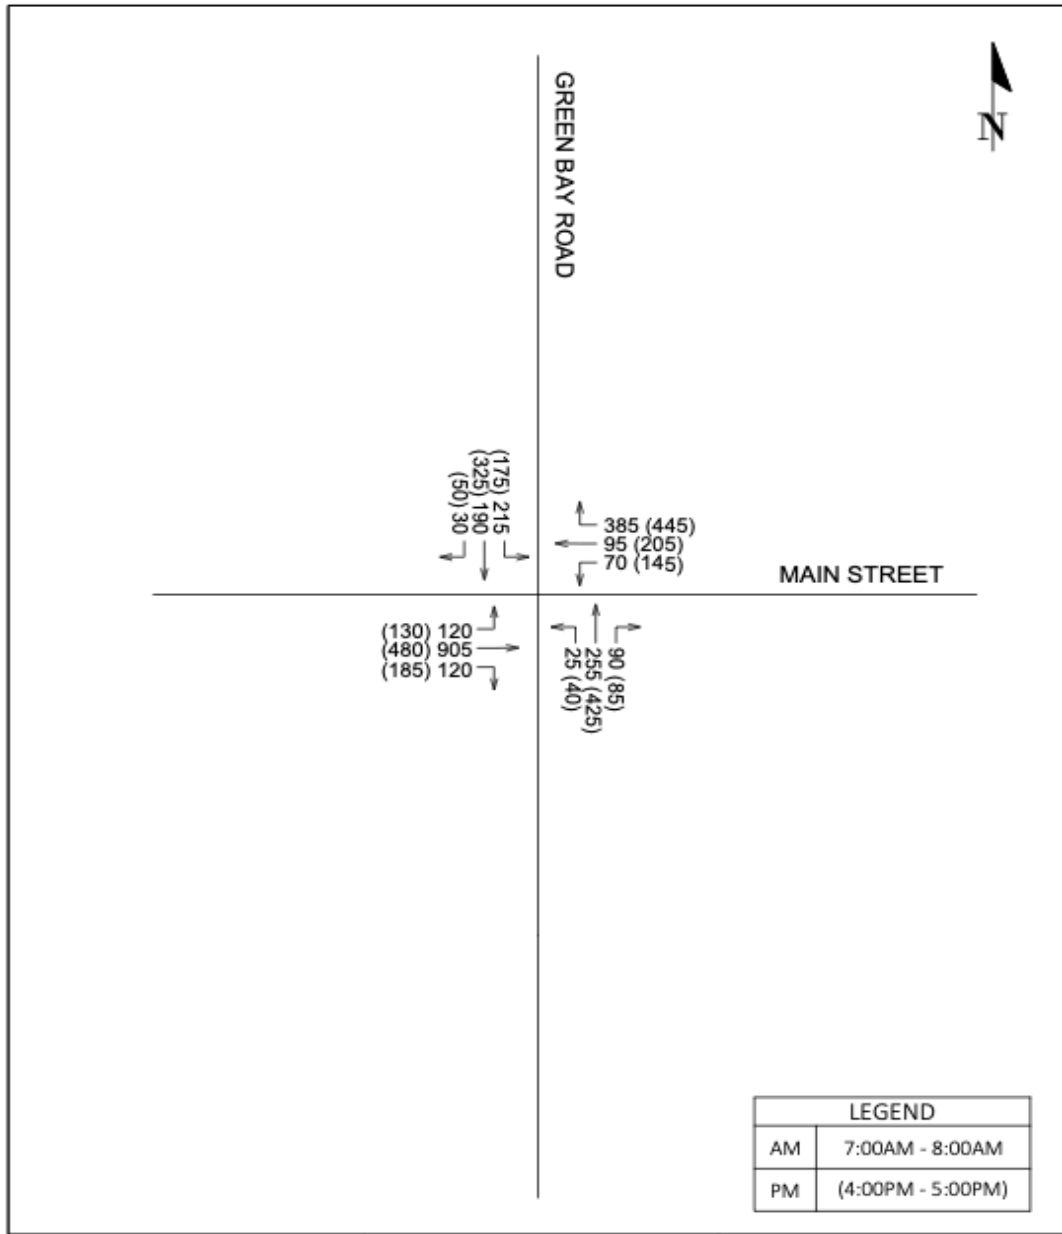 GREEN BAY ROAD
N
(175) 215
(325) 190
(50) 30
385 (445)
95 (205)
70 (145)
MAIN STREET
(130) 120
(480) 905
(185) 120
90 (85)
255 (425)
25 (40)
LEGEND
AM 7:00AM - 8:00AM
PM (4:00PM - 5:00PM)